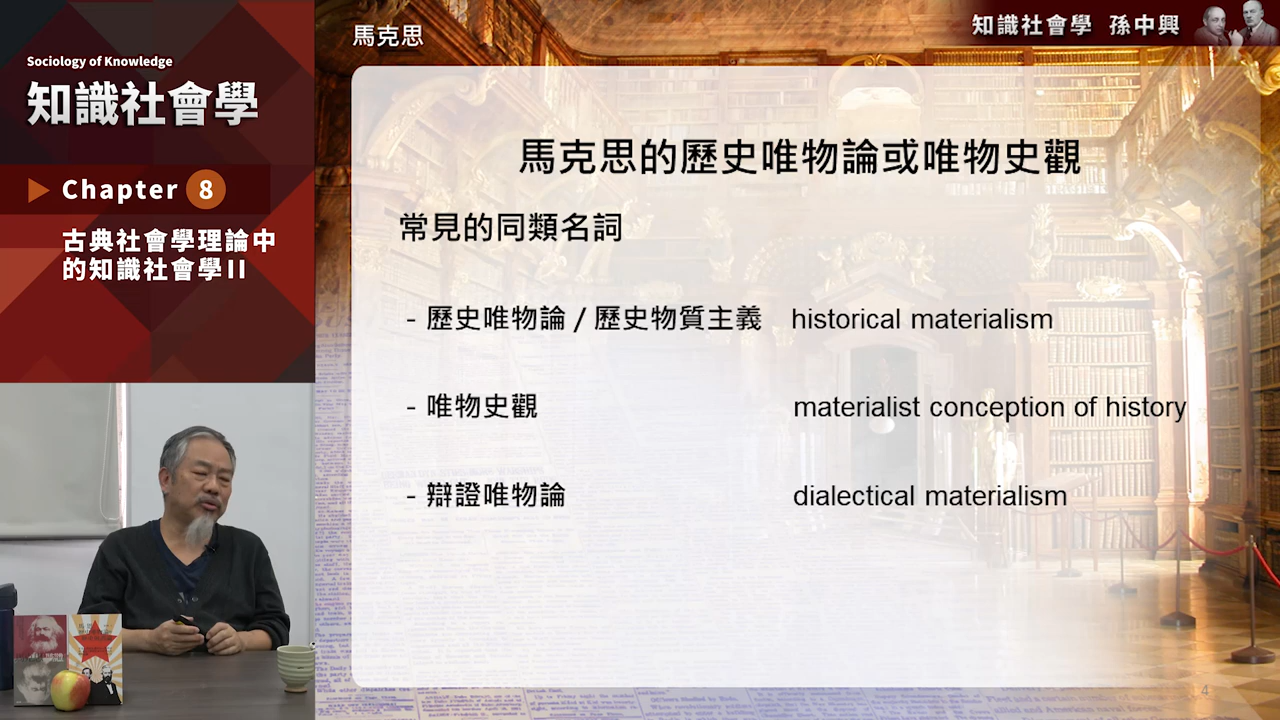 Sociology of Knowledge
知識社會學
Chapter 8
古典社會學理論中
的知識社會學II
馬克思
知識社會學 孫中興
馬克思的歷史唯物論或唯物史觀
常見的同類名詞
- 歷史唯物論 / 歷史物質主義 historical materialism
- 唯物史觀 materialist conception of history
- 辯證唯物論 dialectical materialism
4